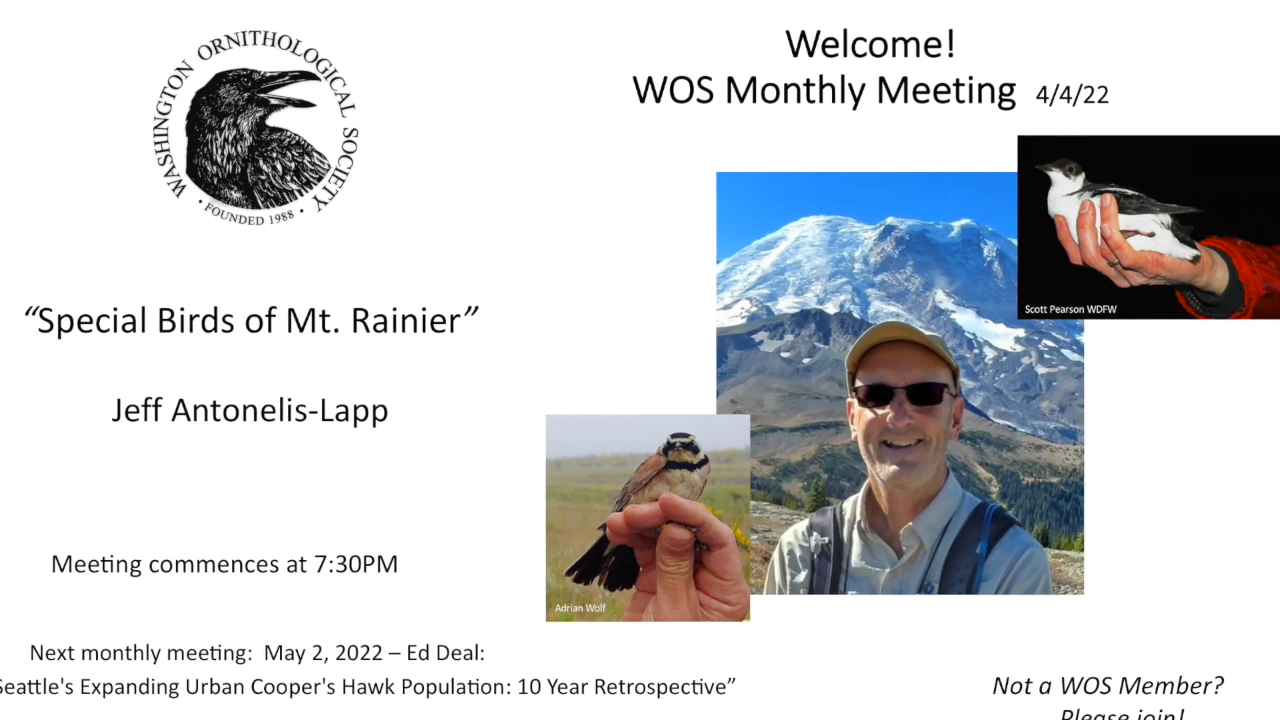 WASHINGTON ORNITHOLOGICAL SOCIETY
• FOUNDED 1988 •
Welcome!
WOS Monthly Meeting 4/4/22
Scott Pearson WDFW
“Special Birds of Mt. Rainier”
Jeff Antonelis-Lapp
Meeting commences at 7:30PM
Adrian Wolf
Next monthly meeting: May 2, 2022 – Ed Deal:
Seattle's Expanding Urban Cooper's Hawk Population: 10 Year Retrospective”
Not a WOS Member?
Please join!